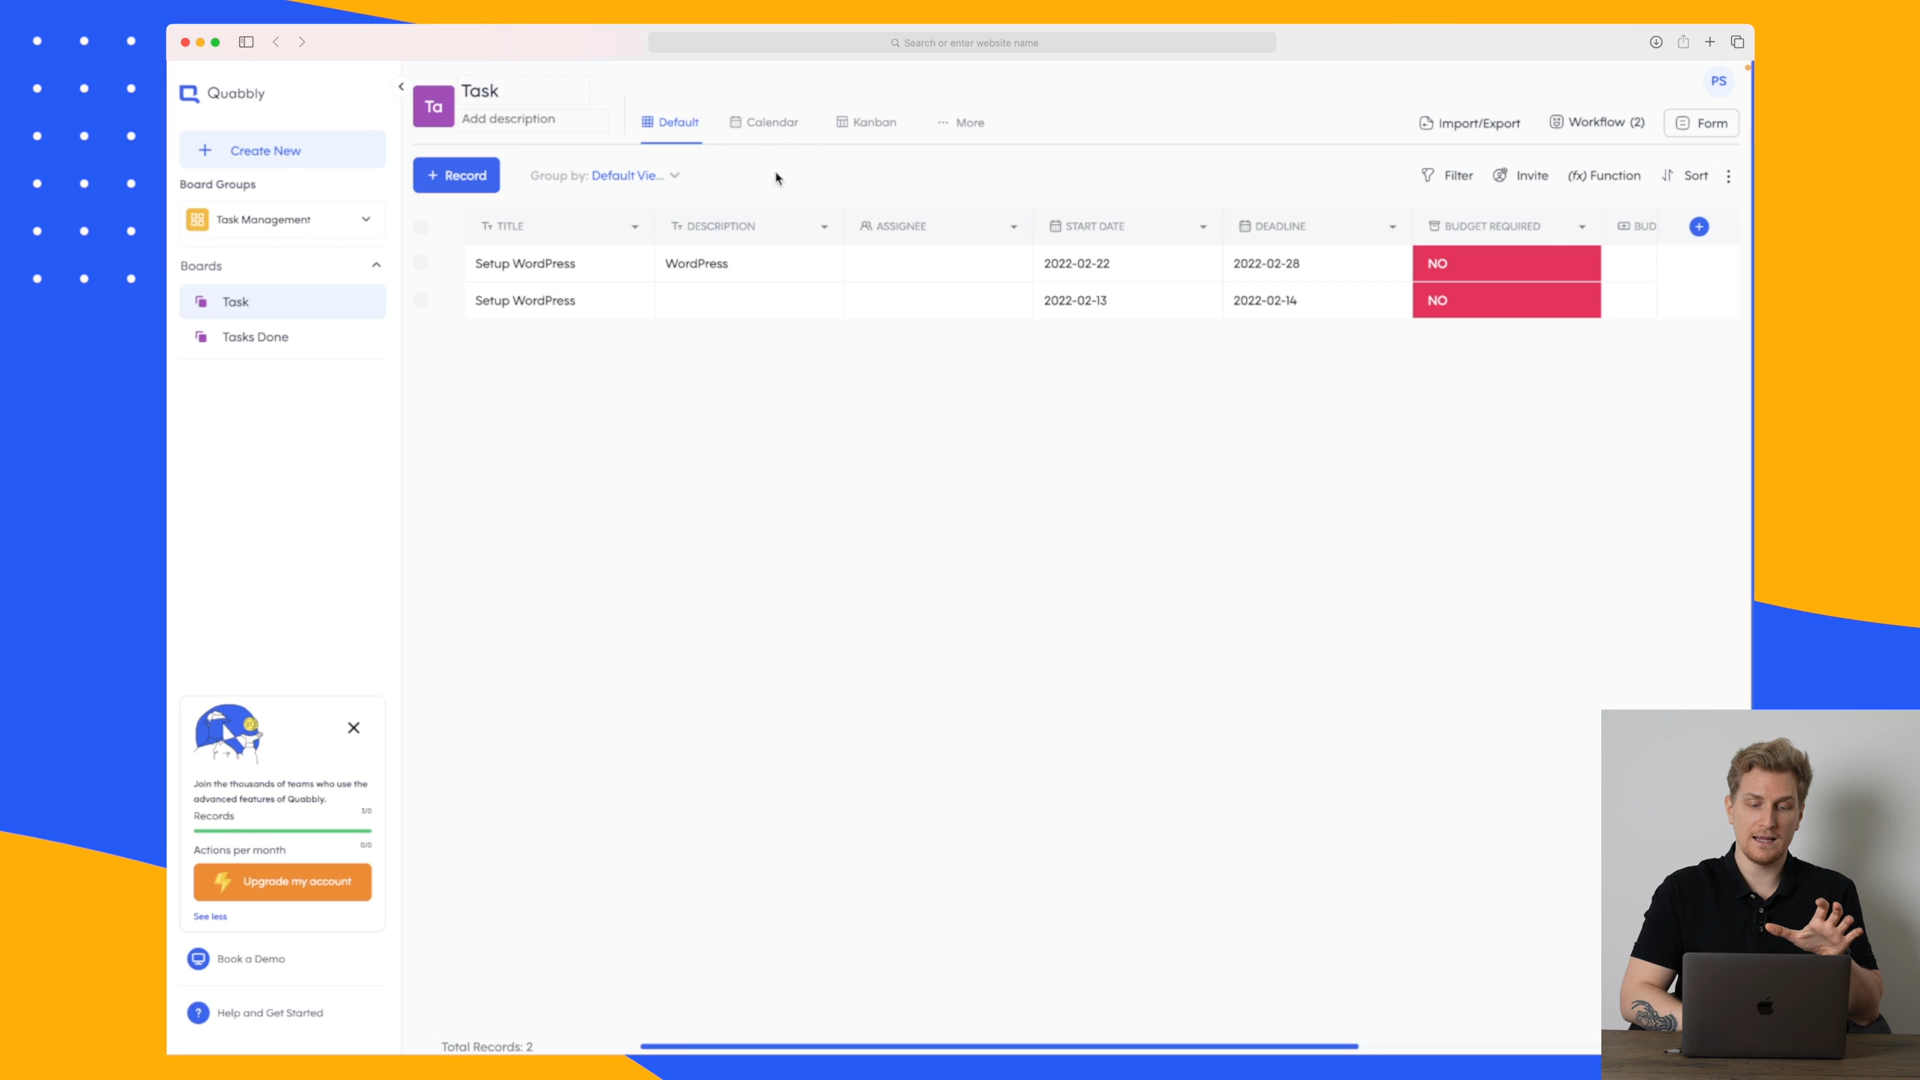 Search or enter website name
Quabbly
Create New
Board Groups
Task Management
Boards
Task
Tasks Done
Join the thousands of teams who use the
advanced features of Quabbly.
Records 3/0
Actions per month 0/0
Upgrade my account
See less
Book a Demo
? Help and Get Started
Ta
Task
Add description
Default Calendar Kanban ... More
PS
Import/Export Workflow (2) Form
+ Record
Group by: Default Vie...
Filter Invite (fx) Function Sort
TITLE DESCRIPTION ASSIGNEE START DATE DEADLINE BUDGET REQUIRED BUD
Setup WordPress WordPress 2022-02-22 2022-02-28 NO
Setup WordPress 2022-02-13 2022-02-14 NO
Total Records: 2